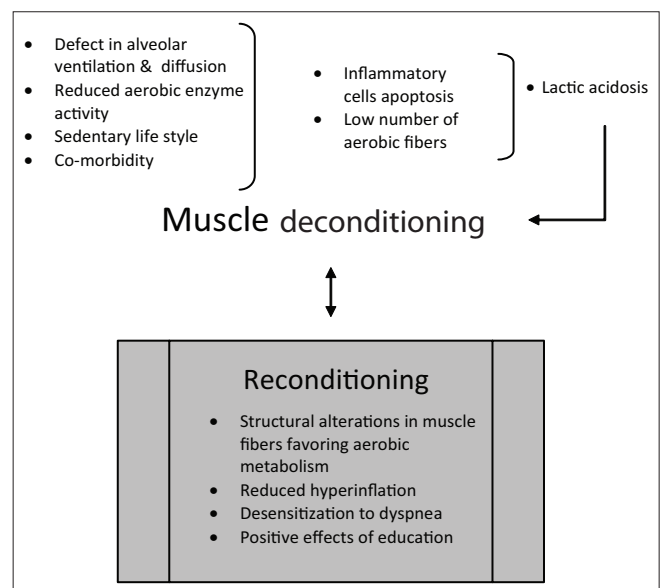 • Defect in alveolar
ventilation & diffusion
• Reduced aerobic enzyme
activity
• Sedentary life style
• Co-morbidity
• Inflammatory
cells apoptosis
• Low number of
aerobic fibers
• Lactic acidosis
Muscle deconditioning
Reconditioning
• Structural alterations in muscle
fibers favoring aerobic
metabolism
• Reduced hyperinflation
• Desensitization to dyspnea
• Positive effects of education